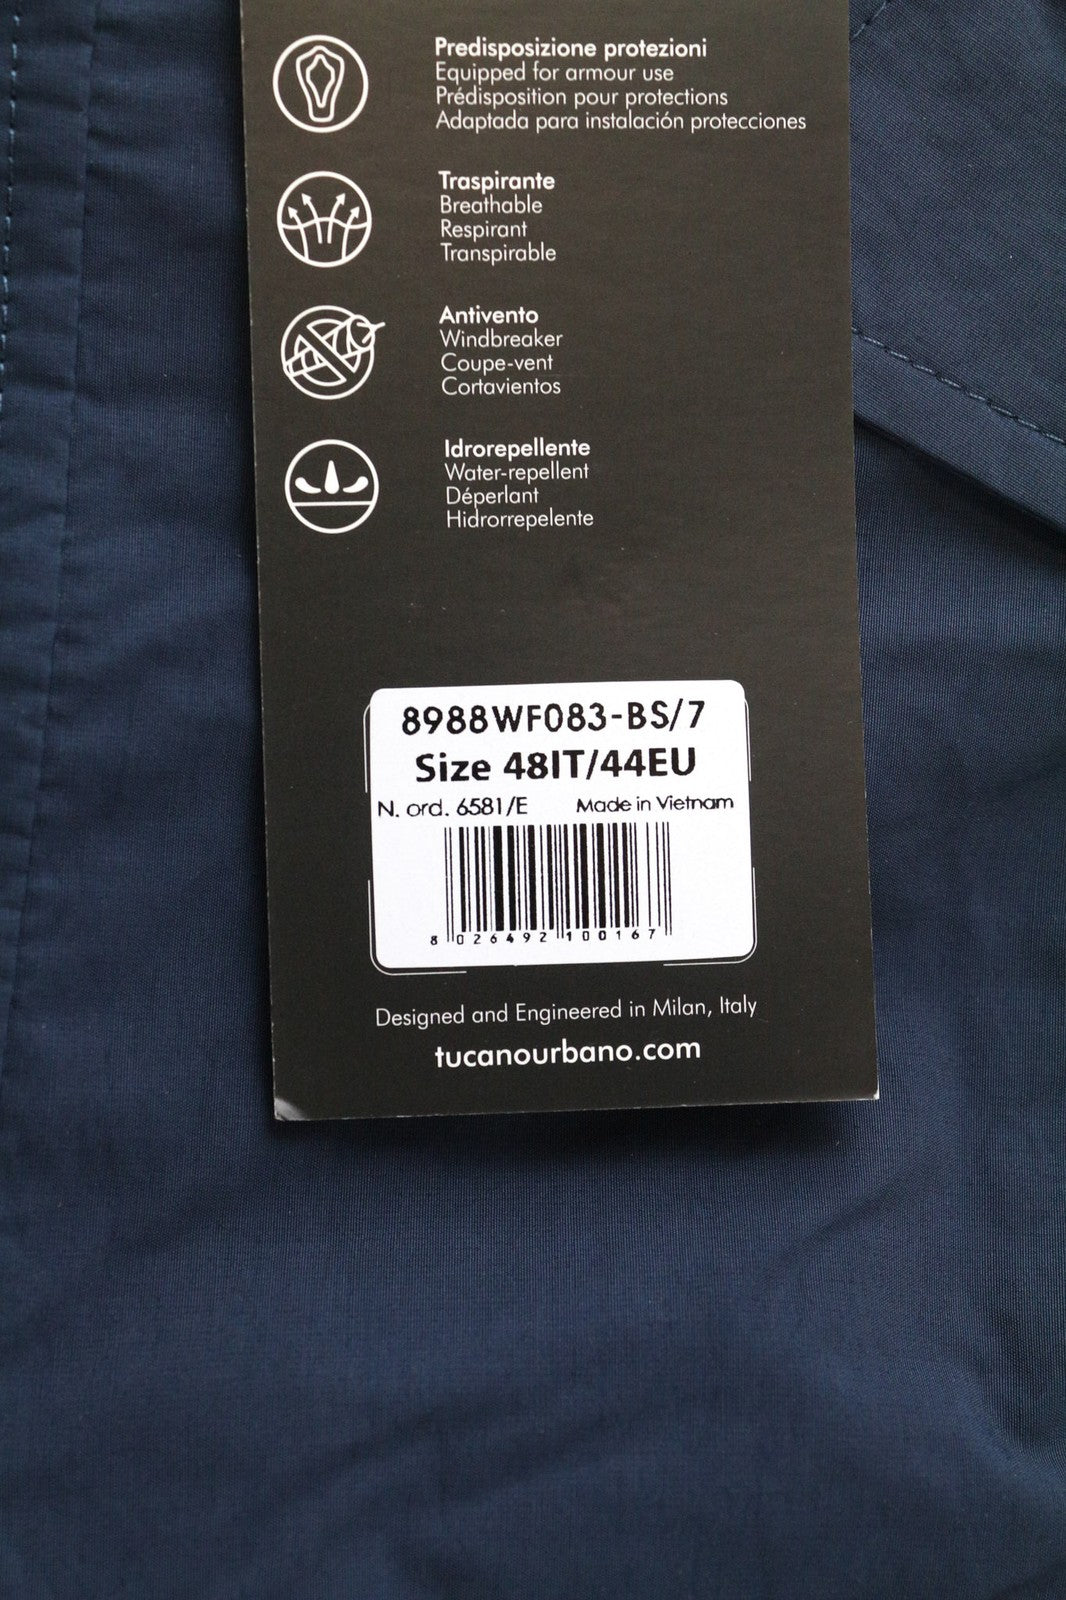 Predisposizione protezioni
Equipped for armour use
Prédisposition pour protections
Adaptada para instalación protecciones
Traspirante
Breathable
Respirant
Transpirable
Antivento
Windbreaker
Coupe-vent
Cortavientos
Idrorepellente
Water-repellent
Déperlant
Hidrorrepelente
8988WF083-BS/7
Size 48IT/44EU
N. ord. 6581/E Made in Vietnam
8 026492 100167
Designed and Engineered in Milan, Italy
tucanourbano.com